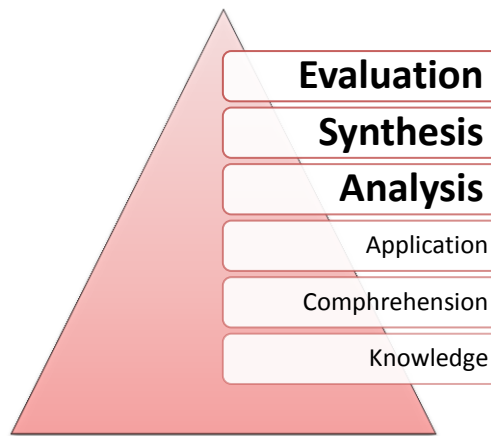 Evaluation
Synthesis
Analysis
Application
Comphrehension
Knowledge